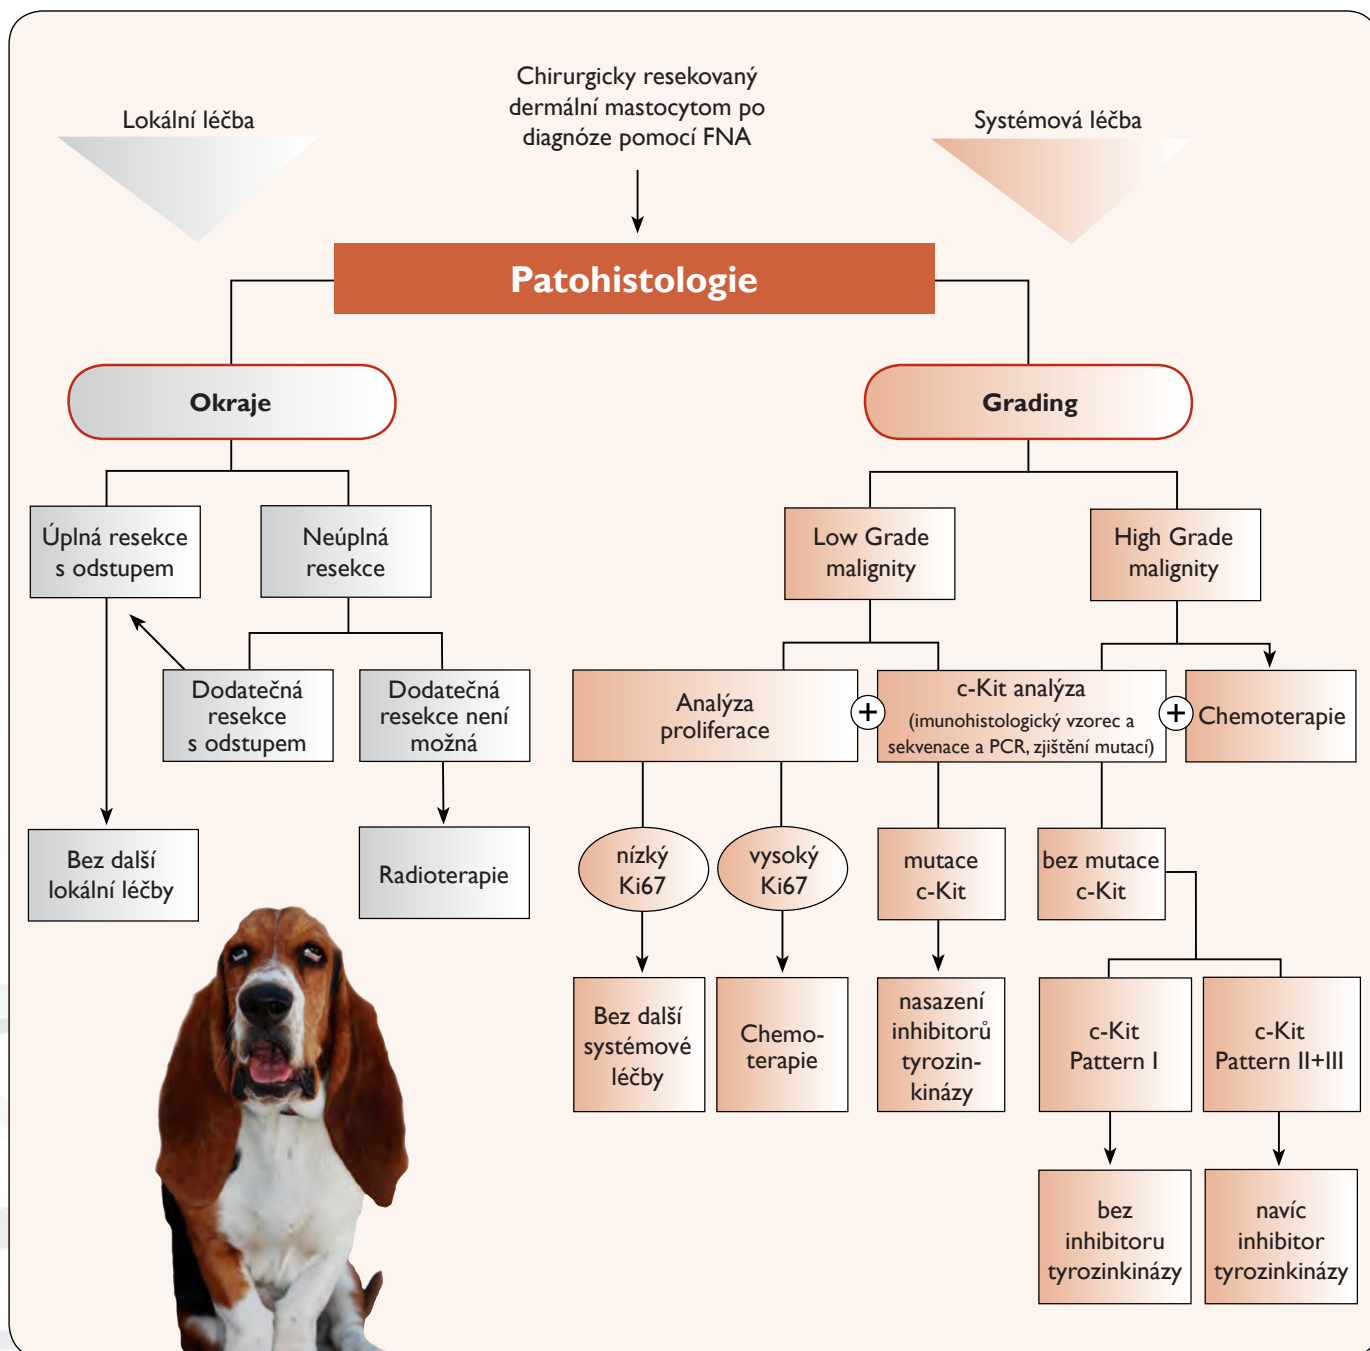 Lokální léčba
Chirurgicky resekovaný
dermální mastocytom po
diagnóze pomocí FNA
Systémová léčba
Patohistologie
Okraje
Grading
Úplná resekce
s odstupem
Neúplná
resekce
Low Grade
malignity
High Grade
malignity
Dodatečná
resekce
s odstupem
Dodatečná
resekce není
možná
Analýza
proliferace
+
c-Kit analýza
(imunohistologický vzorec a
sekvenace a PCR, zjištění mutací)
+
Chemoterapie
Bez další
lokální léčby
Radioterapie
nízký
Ki67
vysoký
Ki67
mutace
c-Kit
bez mutace
c-Kit
Bez další
systémové
léčby
Chemo-
terapie
nasazení
inhibitorů
tyrozin-
kinázy
c-Kit
Pattern I
c-Kit
Pattern II+III
bez
inhibitoru
tyrozinkinázy
navíc
inhibitor
tyrozinkinázy